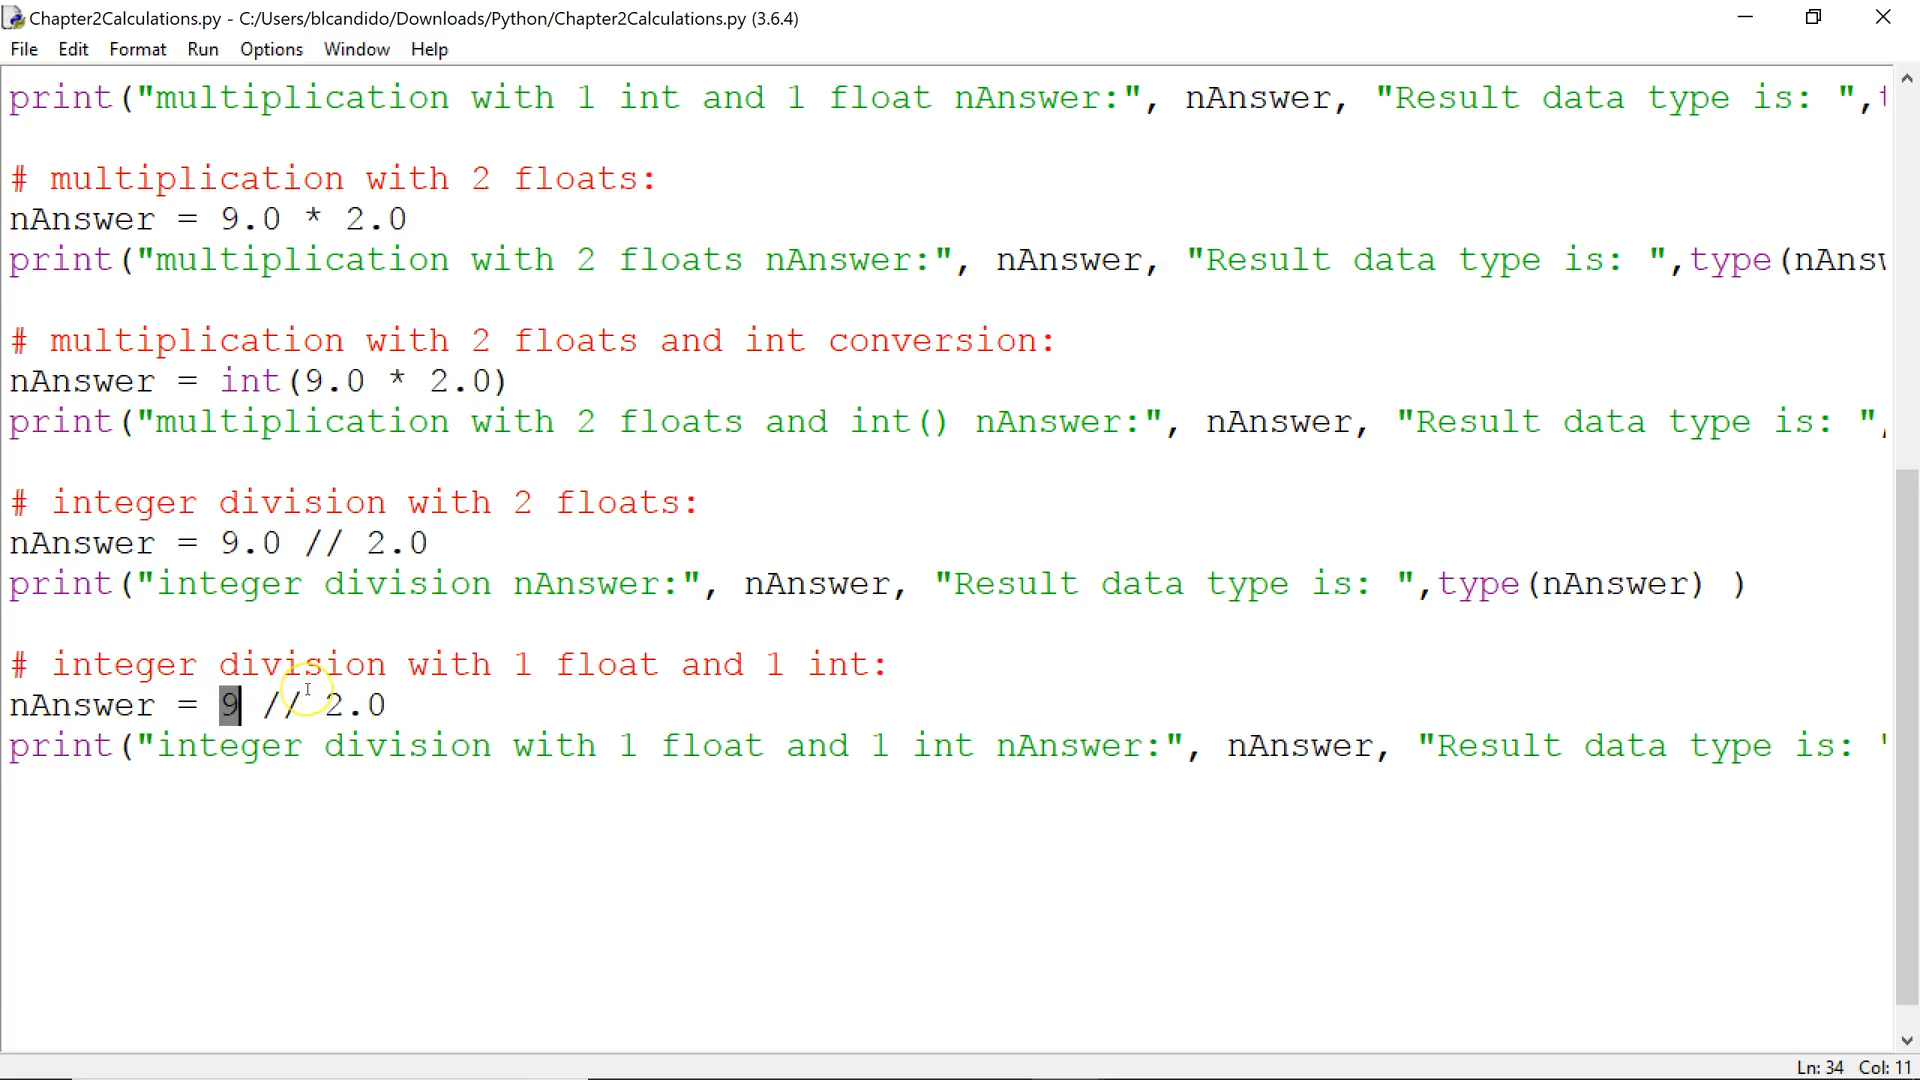 Chapter2Calculations.py - C:/Users/blcandido/Downloads/Python/Chapter2Calculations.py (3.6.4)
File Edit Format Run Options Window Help
print("multiplication with 1 int and 1 float nAnswer:", nAnswer, "Result data type is: ",
# multiplication with 2 floats:
nAnswer = 9.0 * 2.0
print("multiplication with 2 floats nAnswer:", nAnswer, "Result data type is: ",type(nAnsw
# multiplication with 2 floats and int conversion:
nAnswer = int(9.0 * 2.0)
print("multiplication with 2 floats and int() nAnswer:", nAnswer, "Result data type is: ",
# integer division with 2 floats:
nAnswer = 9.0 // 2.0
print("integer division nAnswer:", nAnswer, "Result data type is: ",type(nAnswer) )
# integer division with 1 float and 1 int:
nAnswer = 9 // 2.0
print("integer division with 1 float and 1 int nAnswer:", nAnswer, "Result data type is: "
Ln: 34 Col: 11